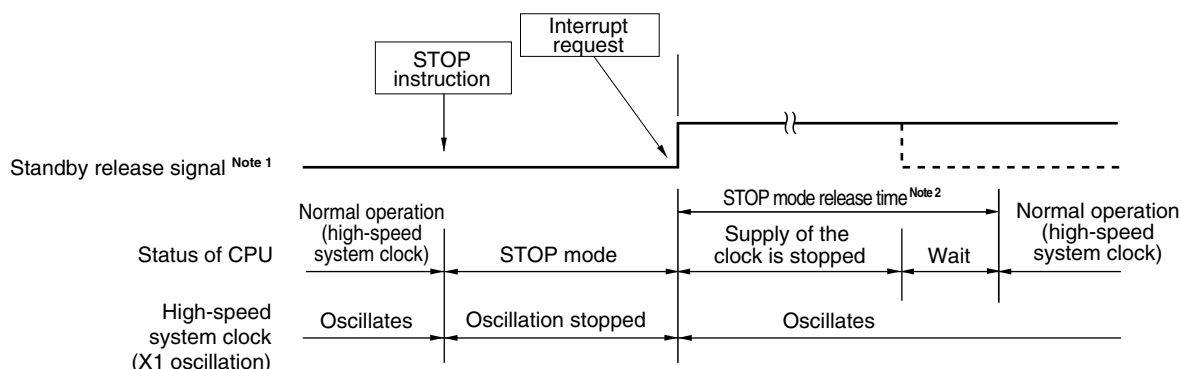 Interrupt
request
STOP
instruction
Standby release signal Note 1
STOP mode release time Note 2
Normal operation
(high-speed
system clock)
Normal operation
(high-speed
system clock)
Status of CPU
STOP mode
Supply of the
clock is stopped
Wait
High-speed
system clock
(X1 oscillation)
Oscillates
Oscillation stopped
Oscillates